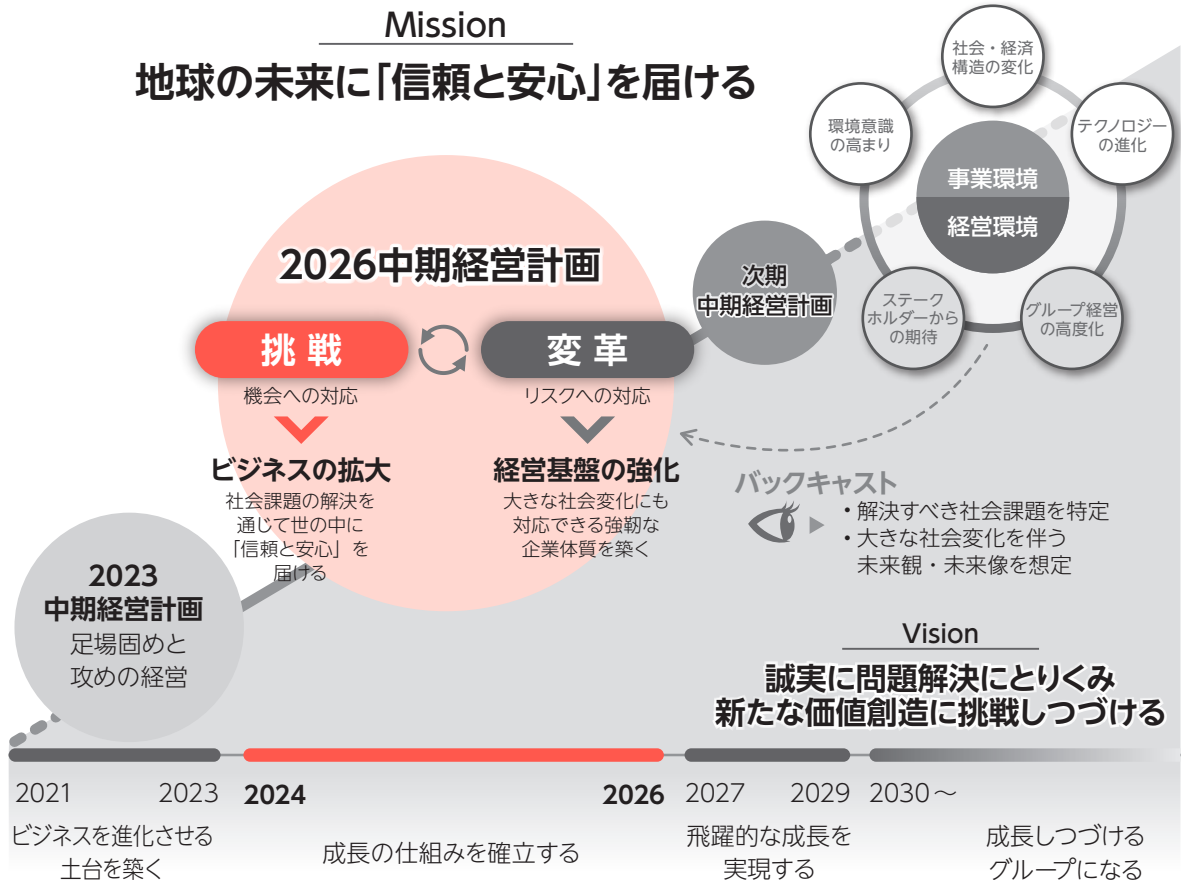 Mission
地球の未来に「信頼と安心」を届ける
社会・経済
構造の変化
環境意識
の高まり
テクノロジー
の進化
事業環境
経営環境
ステーク
ホルダーから
の期待
グループ経営
の高度化
2026中期経営計画
次期
中期経営計画
挑戦
変革
機会への対応
リスクへの対応
ビジネスの拡大
社会課題の解決を
通じて世の中に
「信頼と安心」を
届ける
経営基盤の強化
大きな社会変化にも
対応できる強靭な
企業体質を築く
バックキャスト
・解決すべき社会課題を特定
・大きな社会変化を伴う
未来観・未来像を想定
2023
中期経営計画
足場固めと
攻めの経営
Vision
誠実に問題解決にとりくみ
新たな価値創造に挑戦しつづける
2021 2023 2024 2026 2027 2029 2030～
ビジネスを進化させる
土台を築く
成長の仕組みを確立する
飛躍的な成長を
実現する
成長しつづける
グループになる